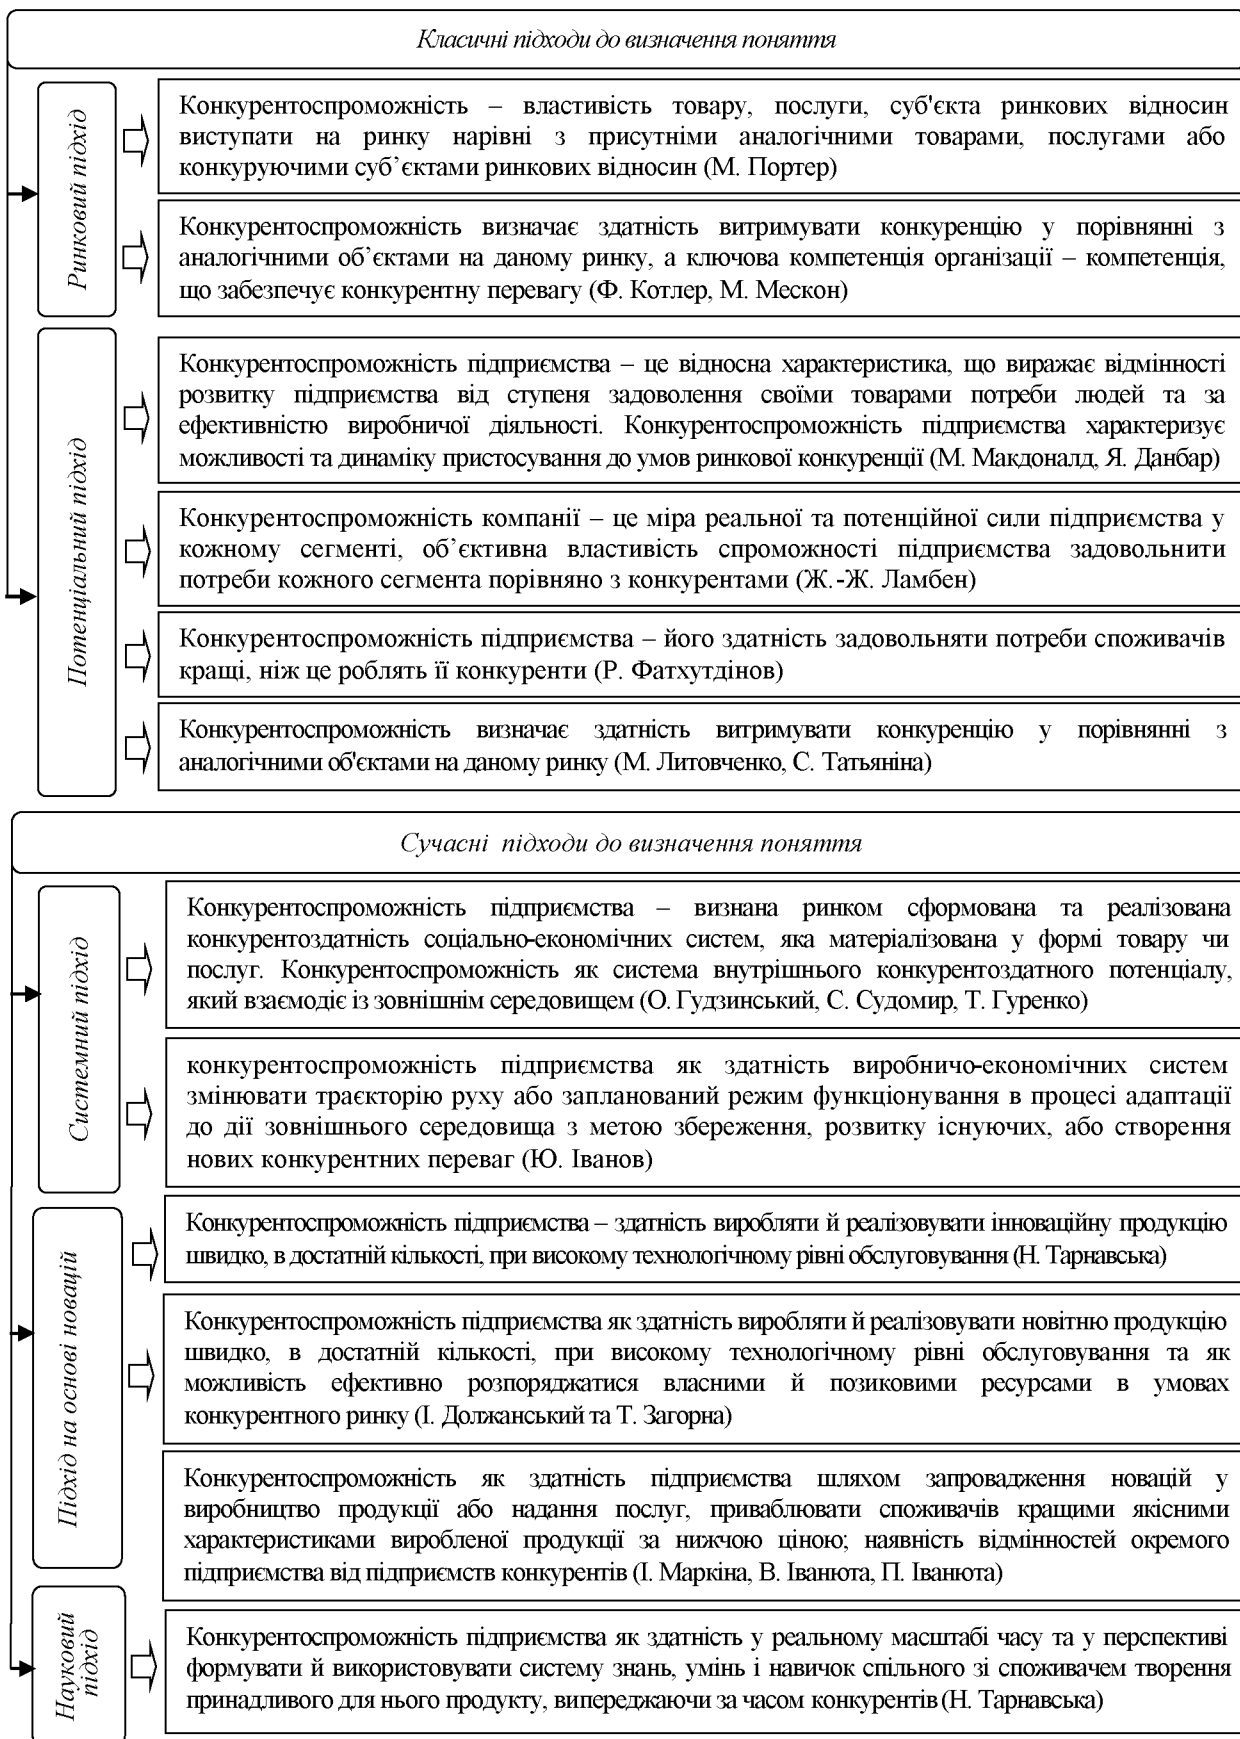 Класичні підходи до визначення поняття
Ринковий підхід
Конкурентоспроможність – властивість товару, послуги, суб'єкта ринкових відносин
виступати на ринку нарівні з присутніми аналогічними товарами, послугами або
конкуруючими суб’єктами ринкових відносин (М. Портер)
Конкурентоспроможність визначає здатність витримувати конкуренцію у порівнянні з
аналогічними об’єктами на даному ринку, а ключова компетенція організації – компетенція,
що забезпечує конкурентну перевагу (Ф. Котлер, М. Мескон)
Потенціальний підхід
Конкурентоспроможність підприємства – це відносна характеристика, що виражає відмінності
розвитку підприємства від ступеня задоволення своїми товарами потреби людей та за
ефективністю виробничої діяльності. Конкурентоспроможність підприємства характеризує
можливості та динаміку пристосування до умов ринкової конкуренції (М. Макдоналд, Я. Данбар)
Конкурентоспроможність компанії – це міра реальної та потенційної сили підприємства у
кожному сегменті, об’єктивна властивість спроможності підприємства задовольнити
потреби кожного сегмента порівняно з конкурентами (Ж.-Ж. Ламбен)
Конкурентоспроможність підприємства – його здатність задовольняти потреби споживачів
кращі, ніж це роблять її конкуренти (Р. Фатхутдінов)
Конкурентоспроможність визначає здатність витримувати конкуренцію у порівнянні з
аналогічними об'єктами на даному ринку (М. Литовченко, С. Татьяніна)
Сучасні підходи до визначення поняття
Системний підхід
Конкурентоспроможність підприємства – визнана ринком сформована та реалізована
конкурентоздатність соціально-економічних систем, яка матеріалізована у формі товару чи
послуг. Конкурентоспроможність як система внутрішнього конкурентоздатного потенціалу,
який взаємодіє із зовнішнім середовищем (О. Гудзинський, С. Судомир, Т. Гуренко)
конкурентоспроможність підприємства як здатність виробничо-економічних систем
змінювати траєкторію руху або запланований режим функціонування в процесі адаптації
до дії зовнішнього середовища з метою збереження, розвитку існуючих, або створення
нових конкурентних переваг (Ю. Іванов)
Підхід на основі новацій
Конкурентоспроможність підприємства – здатність виробляти й реалізовувати інноваційну продукцію
швидко, в достатній кількості, при високому технологічному рівні обслуговування (Н. Тарнавська)
Конкурентоспроможність підприємства як здатність виробляти й реалізовувати новітню продукцію
швидко, в достатній кількості, при високому технологічному рівні обслуговування та як
можливість ефективно розпоряджатися власними й позиковими ресурсами в умовах
конкурентного ринку (І. Должанський та Т. Загорна)
Конкурентоспроможність як здатність підприємства шляхом запровадження новацій у
виробництво продукції або надання послуг, приваблювати споживачів кращими якісними
характеристиками виробленої продукції за нижчою ціною; наявність відмінностей окремого
підприємства від підприємств конкурентів (І. Маркіна, В. Іванюта, П. Іванюта)
Науковий
підхід
Конкурентоспроможність підприємства як здатність у реальному масштабі часу та у перспективі
формувати й використовувати систему знань, умінь і навичок спільного зі споживачем творення
принадливого для нього продукту, випереджаючи за часом конкурентів (Н. Тарнавська)